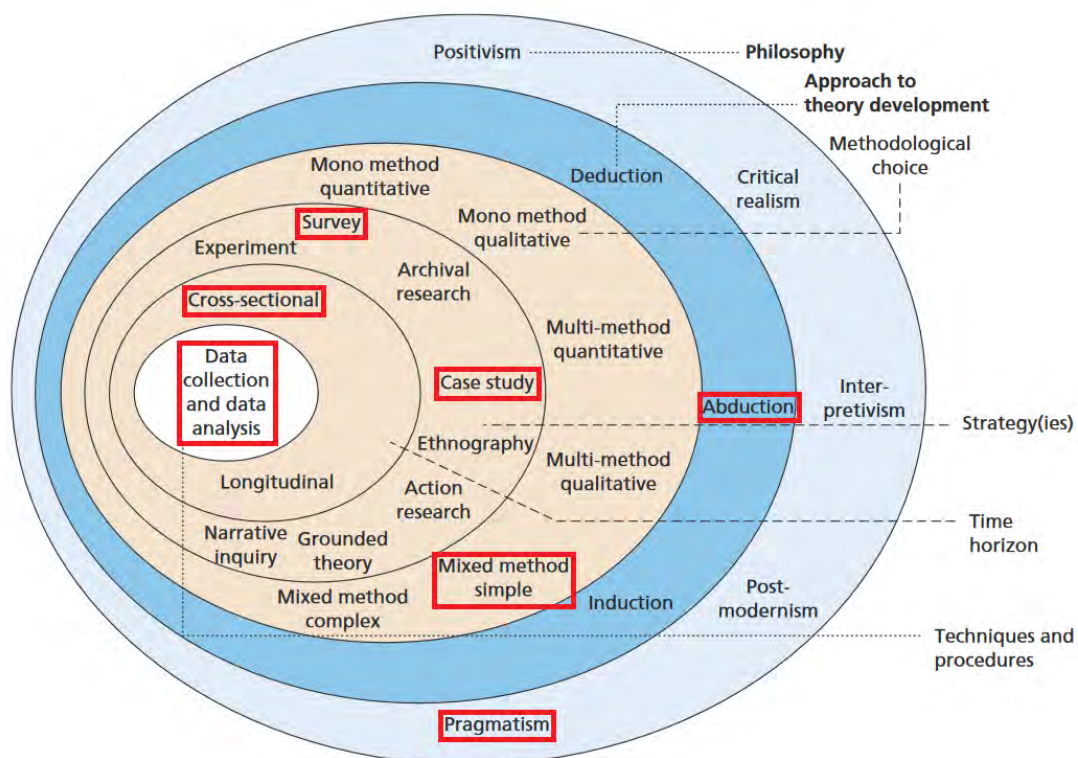 Positivism
Philosophy
Approach to
theory development
Methodological
choice
Mono method
quantitative
Deduction
Critical
realism
Survey
Mono method
qualitative
Experiment
Archival
research
Cross-sectional
Multi-method
quantitative
Data
collection
and data
analysis
Case study
Abduction
Inter-
pretivism
Strategy(ies)
Ethnography
Multi-method
qualitative
Longitudinal
Action
research
Time
horizon
Narrative
inquiry
Grounded
theory
Mixed method
simple
Mixed method
complex
Induction
Post-
modernism
Techniques and
procedures
Pragmatism